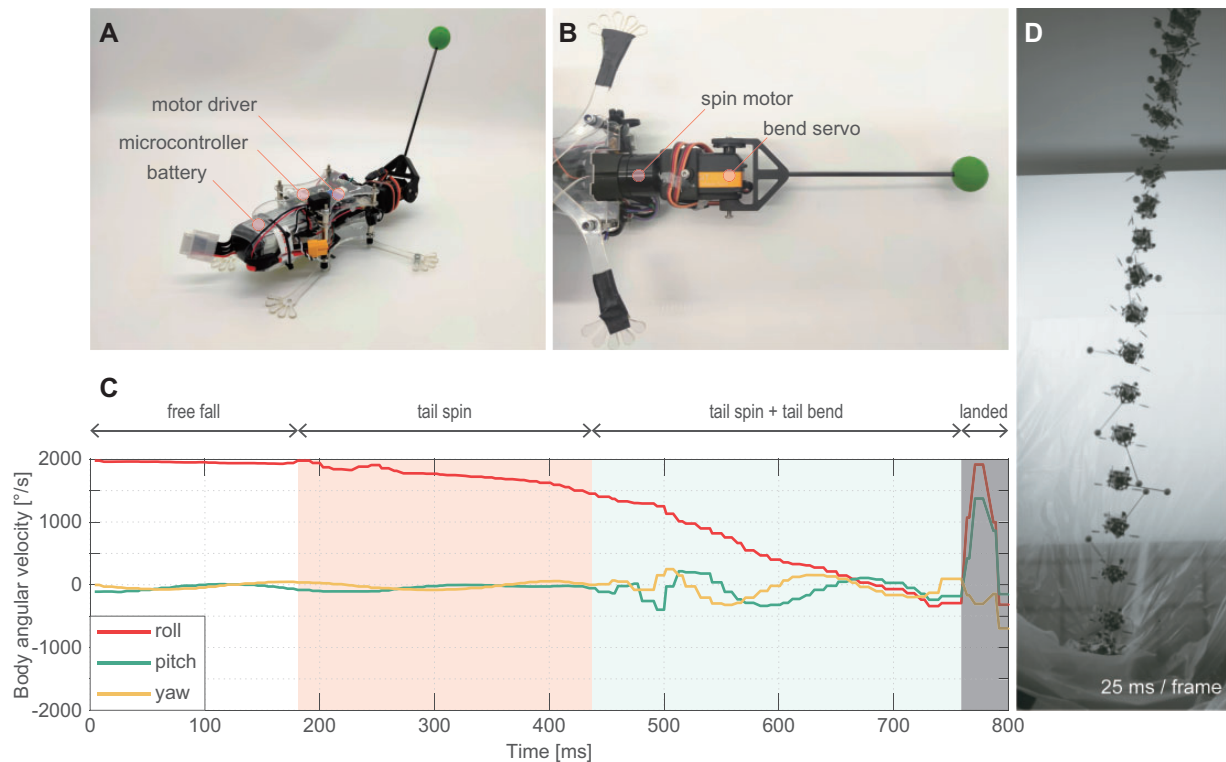 A
motor driver
microcontroller
battery
B
spin motor
bend servo
D
25 ms / frame
C
free fall
tail spin
tail spin + tail bend
landed
Body angular velocity [°/s]
2000
1000
0
-1000
-2000
roll
pitch
yaw
0 100 200 300 400 500 600 700 800
Time [ms]